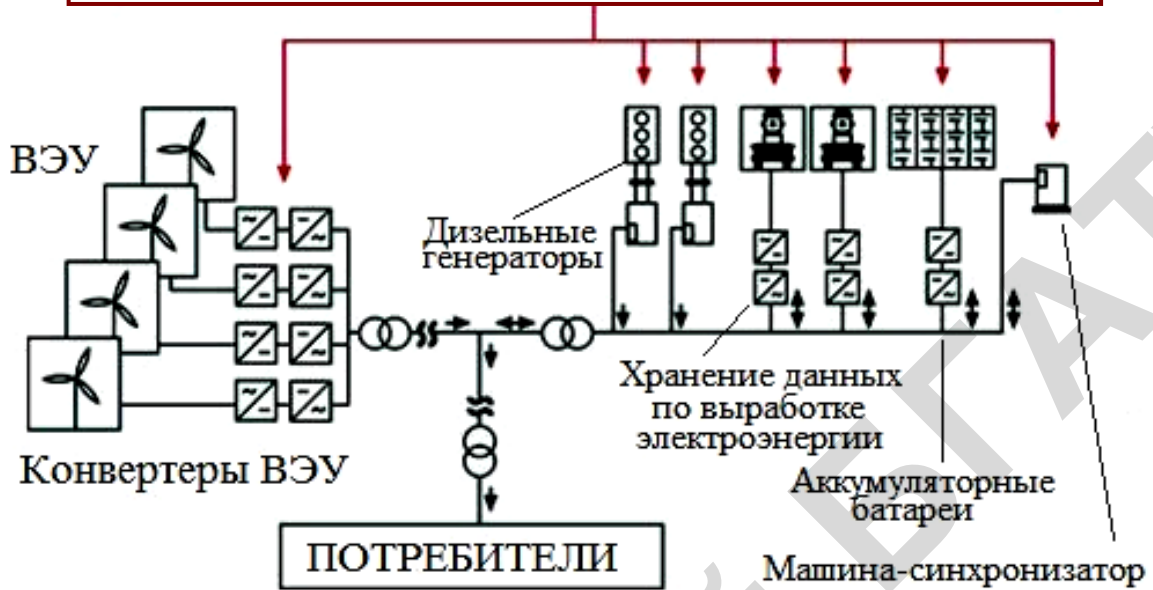 ВЭУ
Дизельные
генераторы
Хранение данных
по выработке
электроэнергии
Конвертеры ВЭУ
Аккумуляторные
батареи
ПОТРЕБИТЕЛИ
Машина-синхронизатор